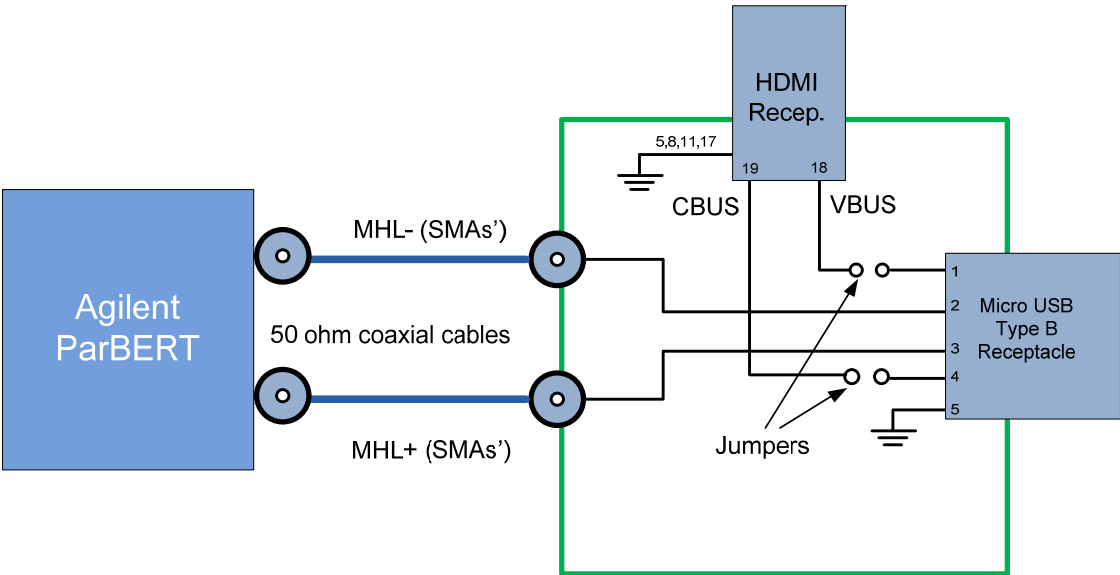 HDMI
Recep.
5,8,11,17
19
18
CBUS
VBUS
MHL- (SMAs')
Agilent
ParBERT
50 ohm coaxial cables
1
2
3
4
5
Micro USB
Type B
Receptacle
MHL+ (SMAs')
Jumpers